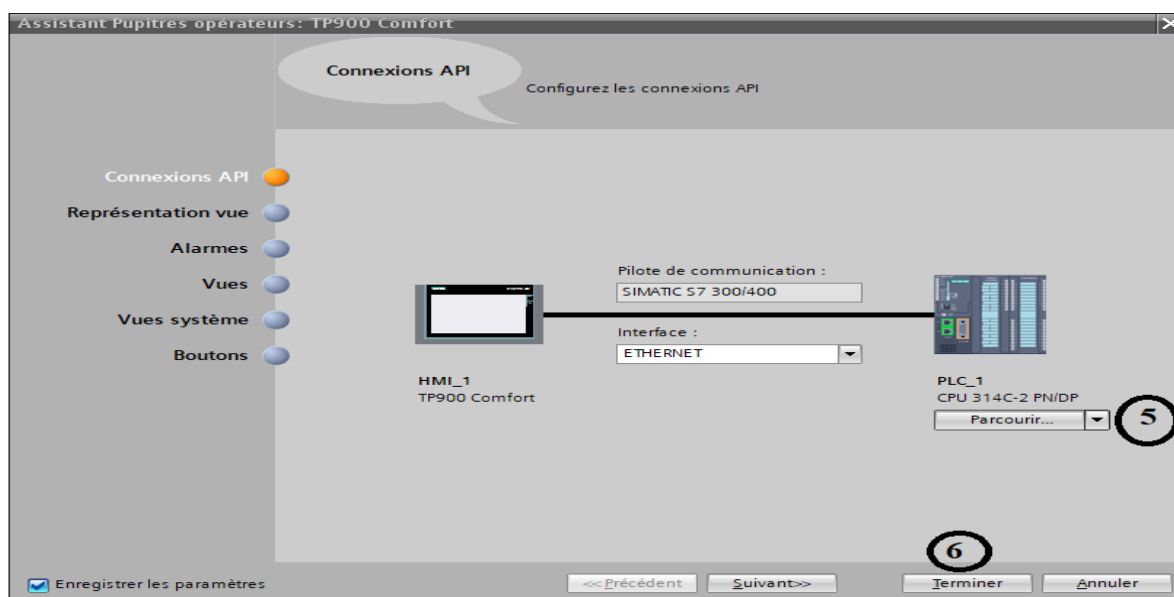 Assistant Pupitres opérateurs: TP900 Comfort
Connexions API
Configurez les connexions API
Connexions API
Représentation vue
Alarmes
Vues
Vues système
Boutons
Pilote de communication :
SIMATIC S7 300/400
Interface :
ETHERNET
HMI_1
TP900 Comfort
PLC_1
CPU 314C-2 PN/DP
Parcourir...
5
6
Enregistrer les paramètres
<<Précédent
Suivant>>
Terminer
Annuler